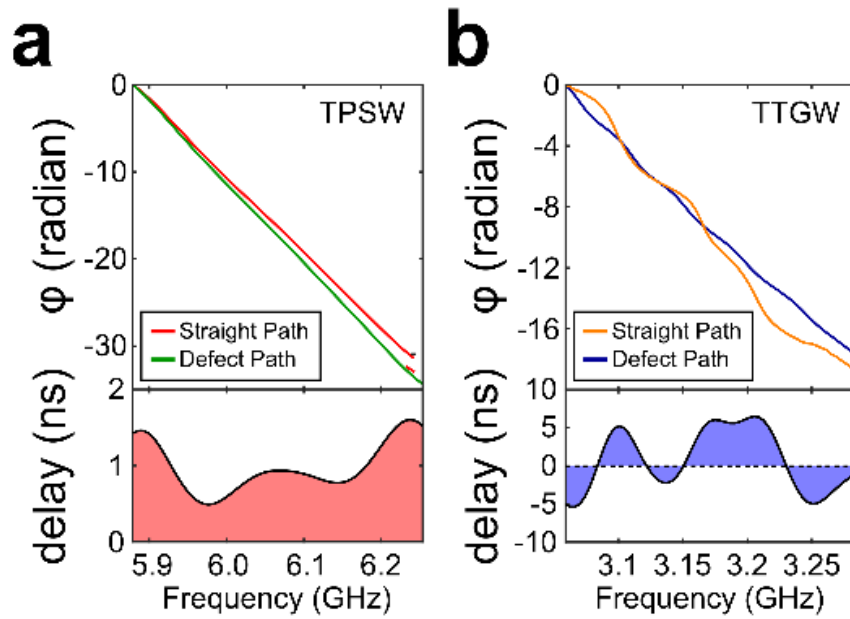 a
TPSW
φ (radian)
0
-10
-20
-30
Straight Path
Defect Path
delay (ns)
2
1
0
5.9
6.0
6.1
6.2
Frequency (GHz)
b
TTGW
φ (radian)
0
-4
-8
-12
-16
Straight Path
Defect Path
delay (ns)
10
5
0
-5
-10
3.1
3.15
3.2
3.25
Frequency (GHz)